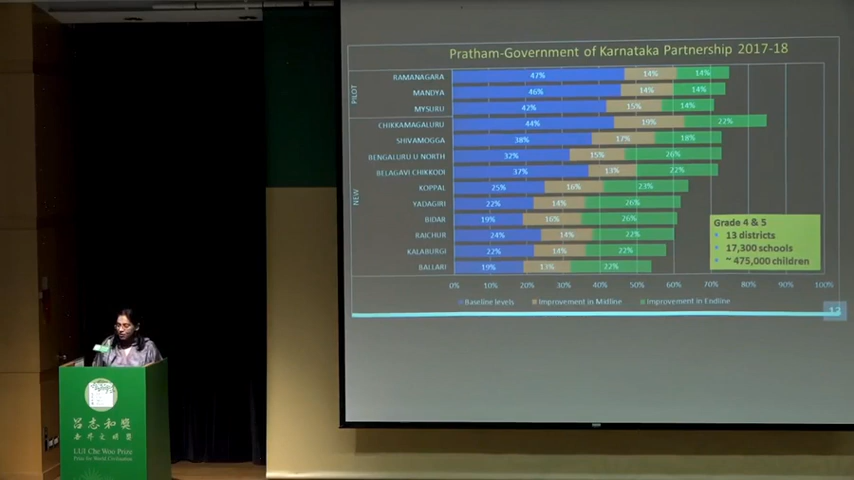 Pratham-Government of Karnataka Partnership 2017-18
PILOT
RAMANAGARA 47% 14% 14%
MANDYA 46% 14% 14%
MYSURU 42% 15% 14%
NEW
CHIKKAMAGALURU 44% 19% 22%
SHIVAMOGGA 38% 17% 18%
BENGALURU U NORTH 32% 15% 26%
BELAGAVI CHIKKODI 37% 13% 22%
KOPPAL 25% 16% 23%
YADAGIRI 22% 14% 26%
BIDAR 19% 16% 26%
RAICHUR 24% 14% 22%
KALABURGI 22% 14% 22%
BALLARI 19% 13% 22%
0% 10% 20% 30% 40% 50% 60% 70% 80% 90% 100%
Baseline levels Improvement in Midline Improvement in Endline
Grade 4 & 5
13 districts
17,300 schools
~ 475,000 children
12
呂志和獎
世界文明獎
LUI Che Woo Prize
Prize for World Civilisation